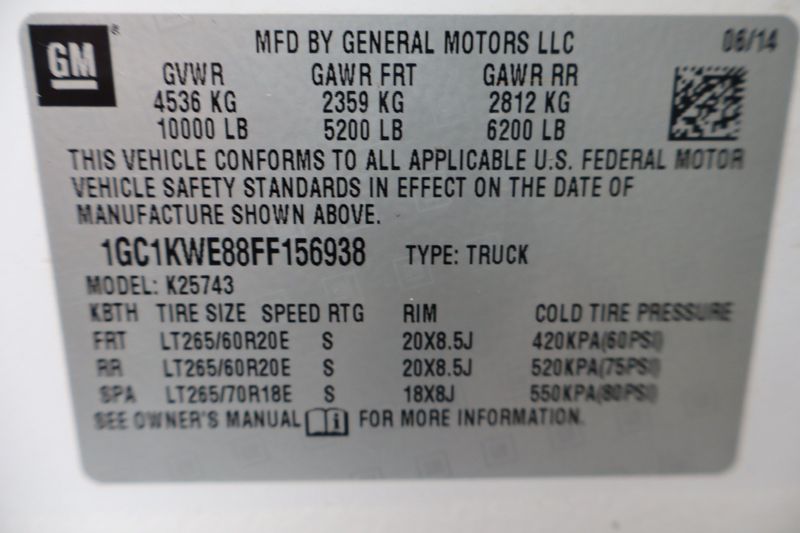 GM
MFD BY GENERAL MOTORS LLC 06/14
GVWR GAWR FRT GAWR RR
4536 KG 2359 KG 2812 KG
10000 LB 5200 LB 6200 LB
THIS VEHICLE CONFORMS TO ALL APPLICABLE U.S. FEDERAL MOTOR
VEHICLE SAFETY STANDARDS IN EFFECT ON THE DATE OF
MANUFACTURE SHOWN ABOVE.
1GC1KWE88FF156938 TYPE: TRUCK
MODEL: K25743
KBTH TIRE SIZE SPEED RTG RIM COLD TIRE PRESSURE
FRT LT265/60R20E S 20X8.5J 420KPA(60PSI)
RR LT265/60R20E S 20X8.5J 520KPA(75PSI)
SPA LT265/70R18E S 18X8J 550KPA(80PSI)
SEE OWNER'S MANUAL i FOR MORE INFORMATION.